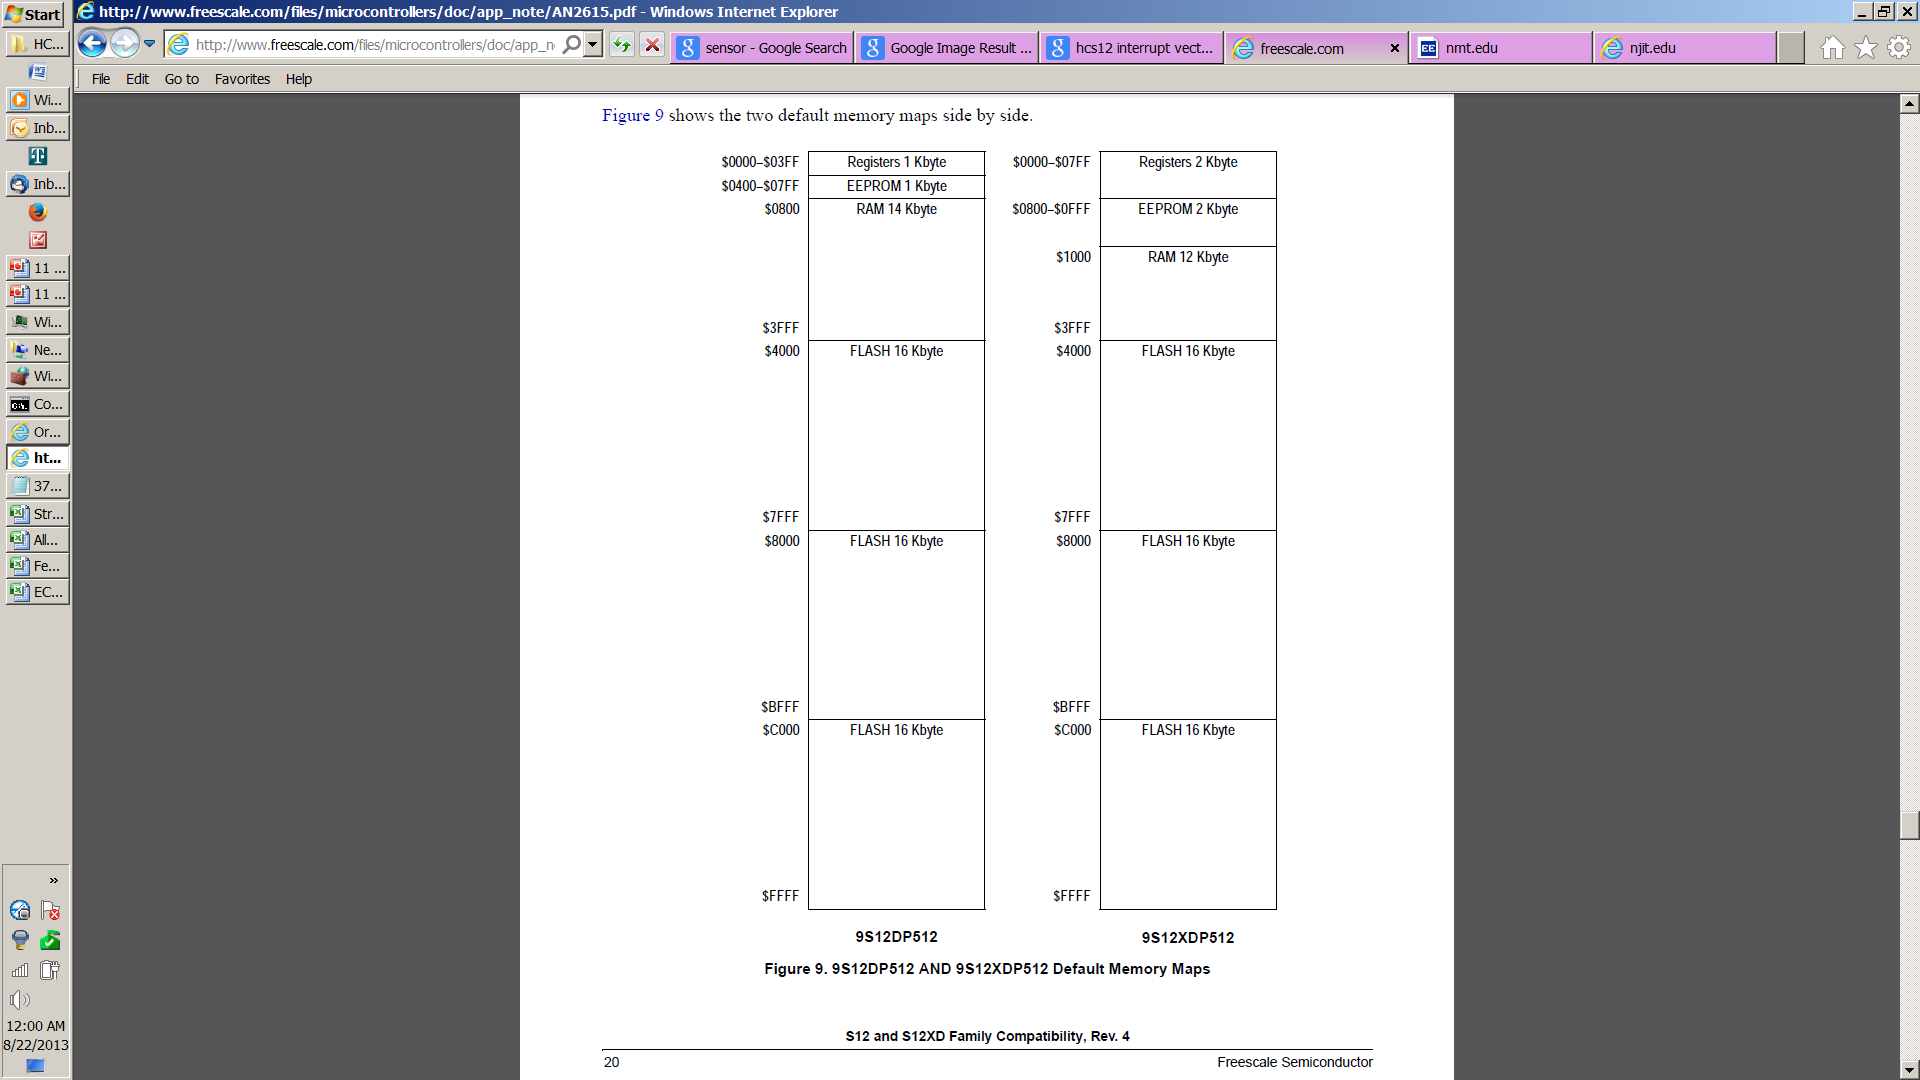 Start
http://www.freescale.com/files/microcontrollers/doc/app_note/AN2615.pdf - Windows Internet Explorer
HC...
http://www.freescale.com/files/microcontrollers/doc/app_n
sensor - Google Search
Google Image Result ...
hcs12 interrupt vect...
freescale.com
EE
nmt.edu
njit.edu
File Edit Go to Favorites Help
Wi...
Inb...
T
Inb...
11 ...
11 ...
Wi...
Ne...
Wi...
Co...
Or...
ht...
37...
Str...
All...
Fe...
EC...
»
12:00 AM
8/22/2013
Figure 9 shows the two default memory maps side by side.
$0000–$03FF Registers 1 Kbyte $0000–$07FF Registers 2 Kbyte
$0400–$07FF EEPROM 1 Kbyte
$0800 RAM 14 Kbyte $0800–$0FFF EEPROM 2 Kbyte
$1000 RAM 12 Kbyte
$3FFF $3FFF
$4000 FLASH 16 Kbyte $4000 FLASH 16 Kbyte
$7FFF $7FFF
$8000 FLASH 16 Kbyte $8000 FLASH 16 Kbyte
$BFFF $BFFF
$C000 FLASH 16 Kbyte $C000 FLASH 16 Kbyte
$FFFF $FFFF
9S12DP512 9S12XDP512
Figure 9. 9S12DP512 AND 9S12XDP512 Default Memory Maps
S12 and S12XD Family Compatibility, Rev. 4
20 Freescale Semiconductor